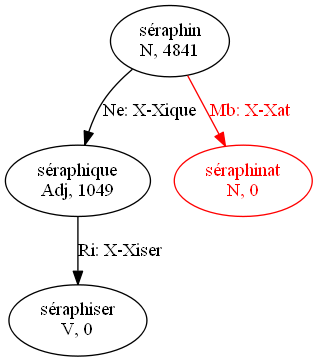 séraphin
N, 4841
Ne: X-Xique
Mb: X-Xat
séraphique
Adj, 1049
séraphinat
N, 0
Ri: X-Xiser
séraphiser
V, 0